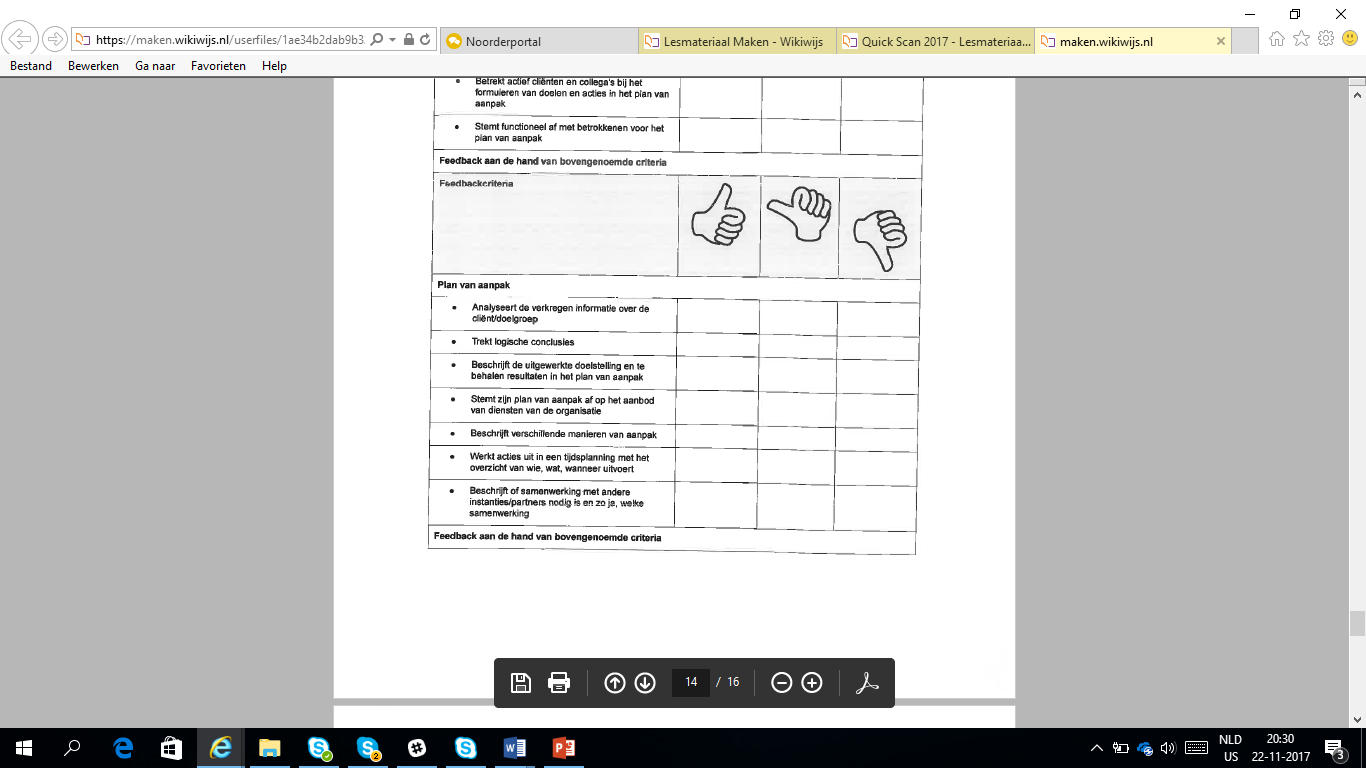 https://maken.wikiwijs.nl/userfiles/1ae34b2dab9b3
Noorderportal
Lesmateriaal Maken - Wikiwijs
Quick Scan 2017 - Lesmateriaa...
maken.wikiwijs.nl
Bestand Bewerken Ga naar Favorieten Help
• Betrekt actief cliënten en collega's bij het
formuleren van doelen en acties in het plan van
aanpak
• Stemt functioneel af met betrokkenen voor het
plan van aanpak
Feedback aan de hand van bovengenoemde criteria
Feedbackcriteria
Plan van aanpak
• Analyseert de verkregen informatie over de
cliënt/doelgroep
• Trekt logische conclusies
• Beschrijft de uitgewerkte doelstelling en te
behalen resultaten in het plan van aanpak
• Stemt zijn plan van aanpak af op het aanbod
van diensten van de organisatie
• Beschrijft verschillende manieren van aanpak
• Werkt acties uit in een tijdsplanning met het
overzicht van wie, wat, wanneer uitvoert
• Beschrijft of samenwerking met andere
instanties/partners nodig is en zo ja, welke
samenwerking
Feedback aan de hand van bovengenoemde criteria
14 / 16
2
NLD 20:30
US 22-11-2017
3